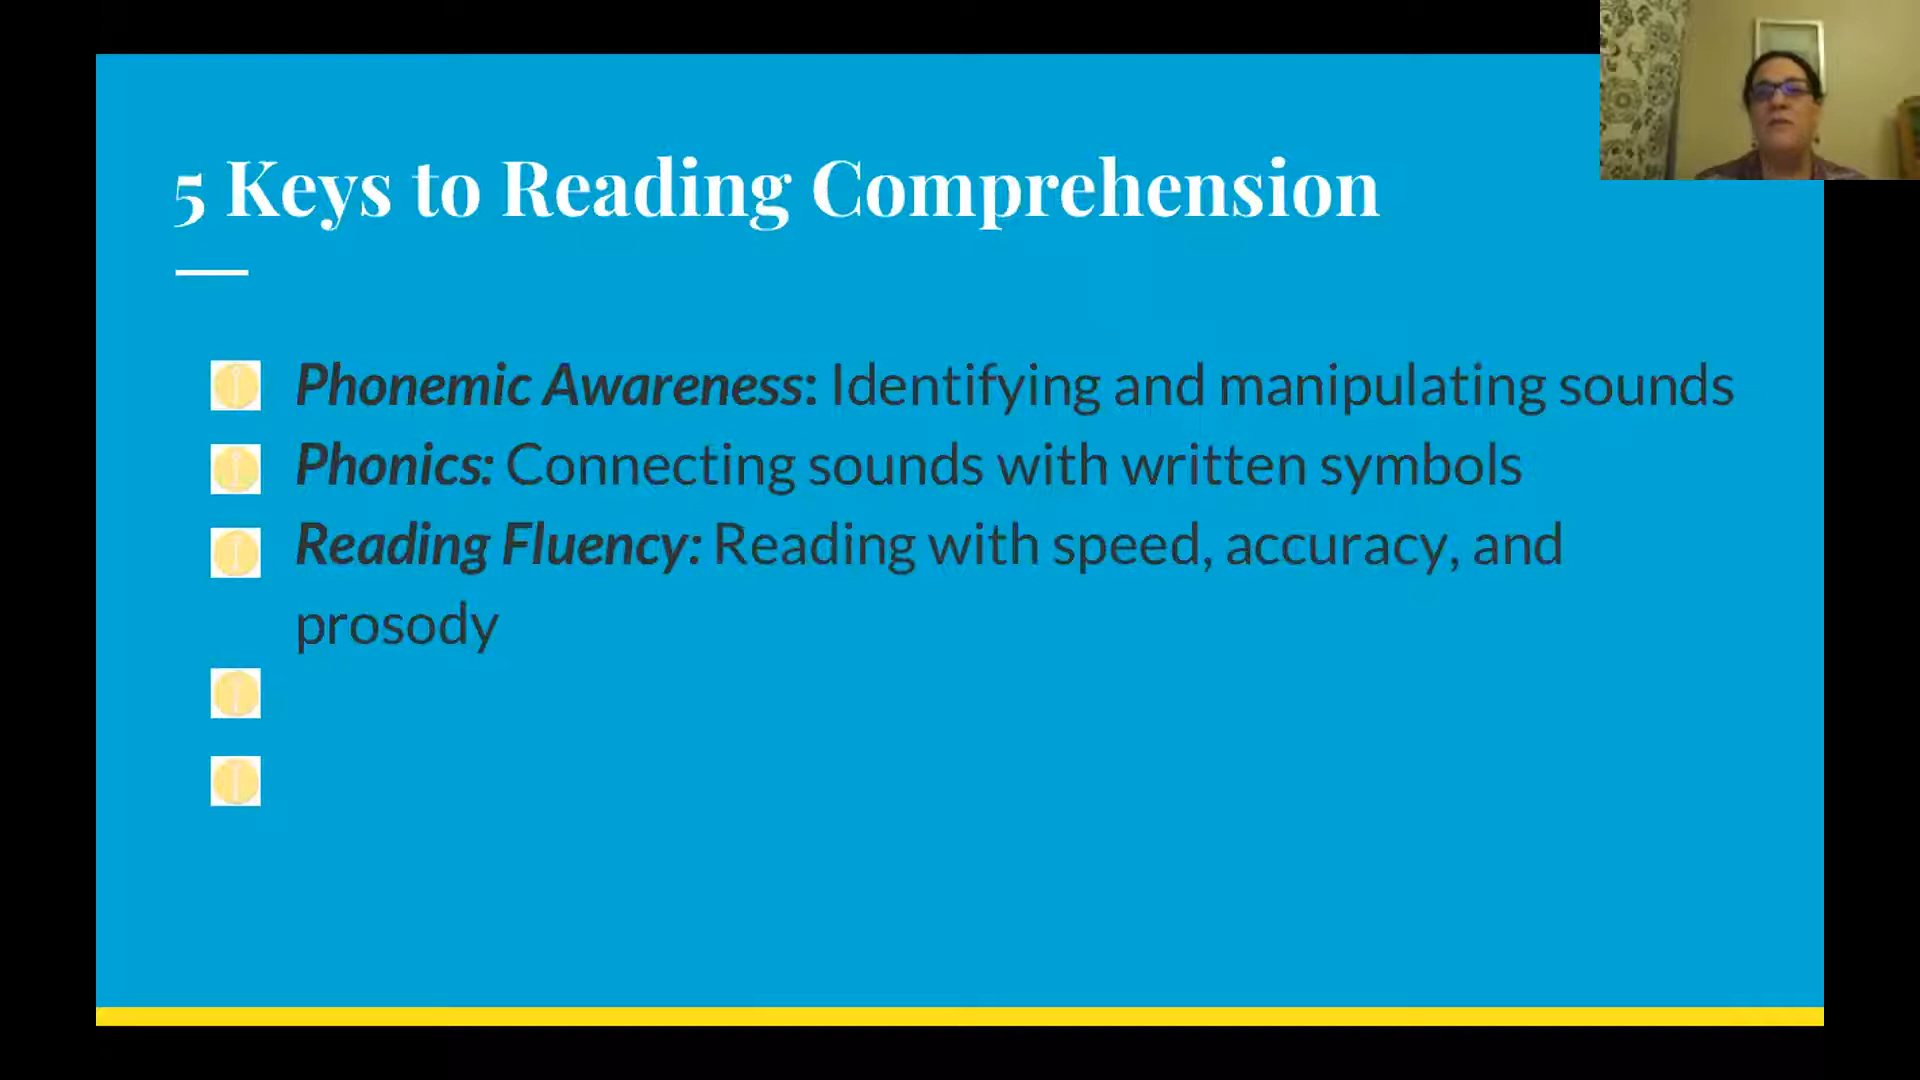 5 Keys to Reading Comprehension
Phonemic Awareness: Identifying and manipulating sounds
Phonics: Connecting sounds with written symbols
Reading Fluency: Reading with speed, accuracy, and
prosody